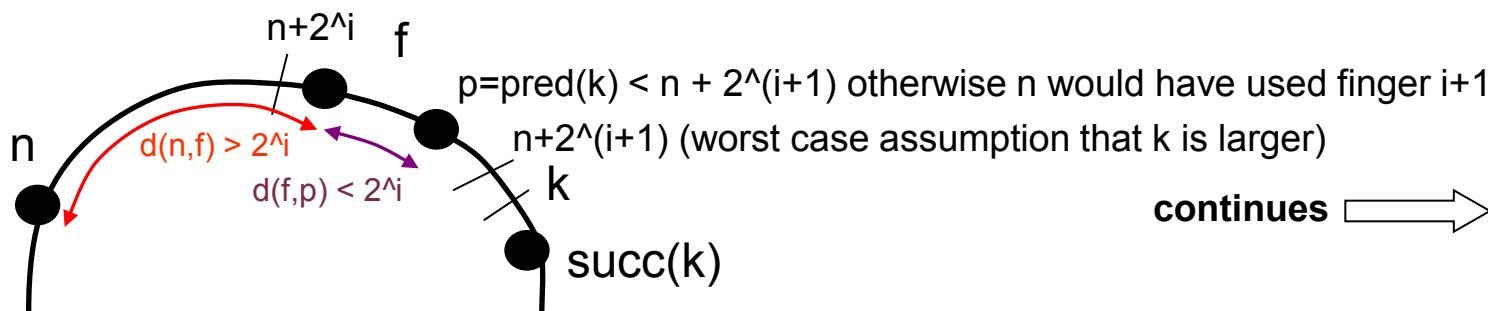 n+2^i
f
p=pred(k) < n + 2^(i+1) otherwise n would have used finger i+1
n
d(n,f) > 2^i
n+2^(i+1) (worst case assumption that k is larger)
d(f,p) < 2^i
k
continues
succ(k)